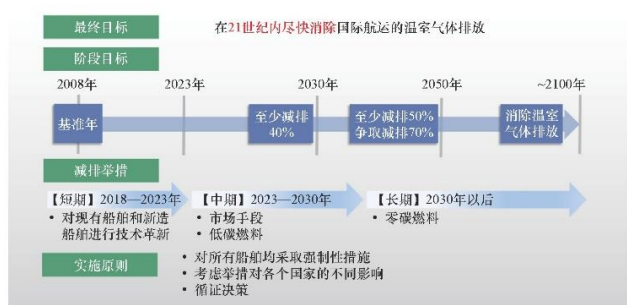 最终目标
在21世纪内尽快消除国际航运的温室气体排放
阶段目标
2008年
2023年
2030年
2050年
~2100年
基准年
至少减排
40%
至少减排50%
争取减排70%
消除温室
气体排放
减排举措
【短期】2018—2023年
• 对现有船舶和新造
船舶进行技术革新
【中期】2023—2030年
• 市场手段
• 低碳燃料
【长期】2030年以后
• 零碳燃料
实施原则
• 对所有船舶均采取强制性措施
• 考虑举措对各个国家的不同影响
• 循证决策